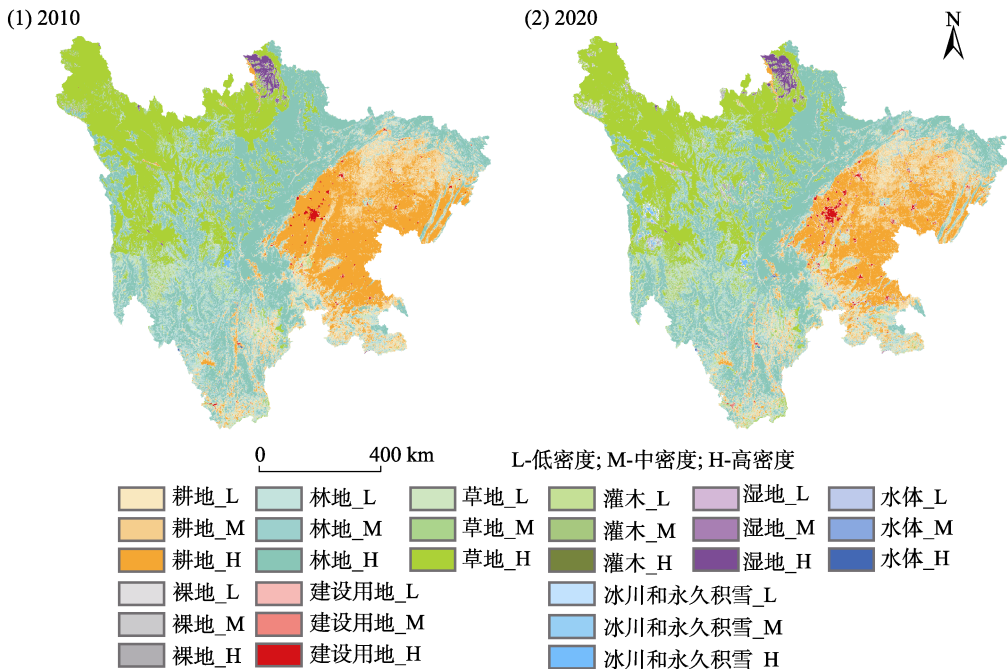 (1) 2010
(2) 2020
N
0 400 km
L-低密度; M-中密度; H-高密度
耕地_L 林地_L 草地_L 灌木_L 湿地_L 水体_L
耕地_M 林地_M 草地_M 灌木_M 湿地_M 水体_M
耕地_H 林地_H 草地_H 灌木_H 湿地_H 水体_H
裸地_L 建设用地_L 冰川和永久积雪_L
裸地_M 建设用地_M 冰川和永久积雪_M
裸地_H 建设用地_H 冰川和永久积雪_H